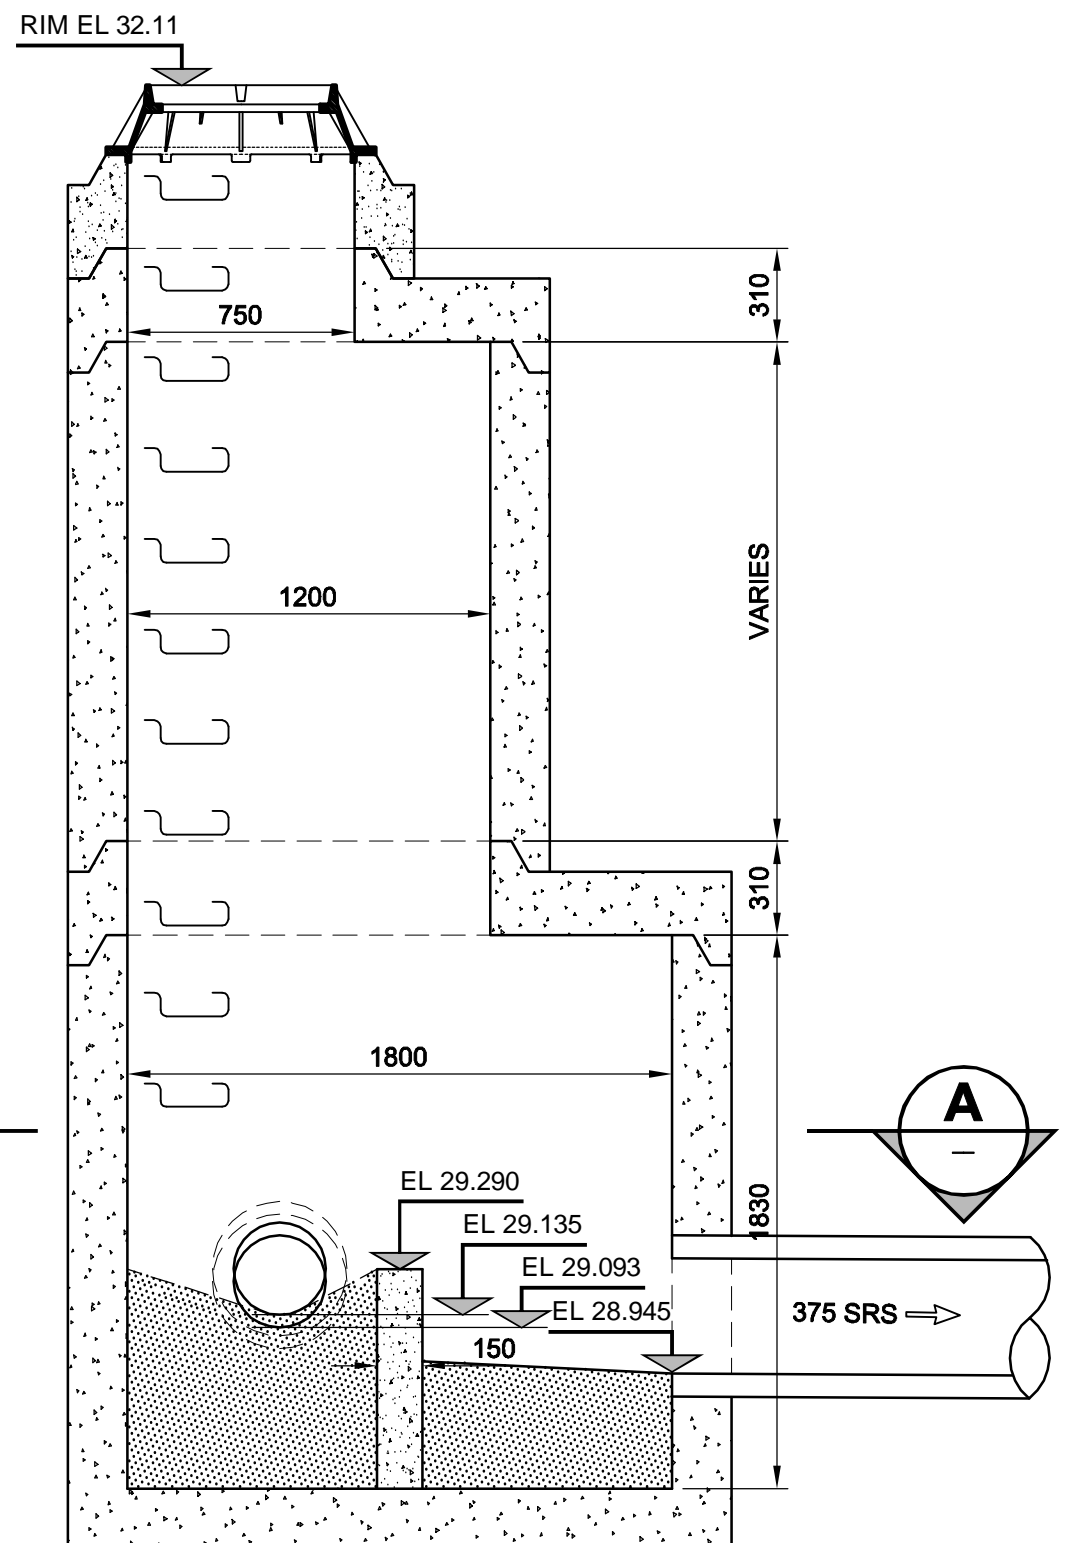 RIM EL 32.11
310
750
VARIES
1200
310
1800
A
–
EL 29.290
1830
EL 29.135
EL 29.093
EL 28.945
375 SRS
150